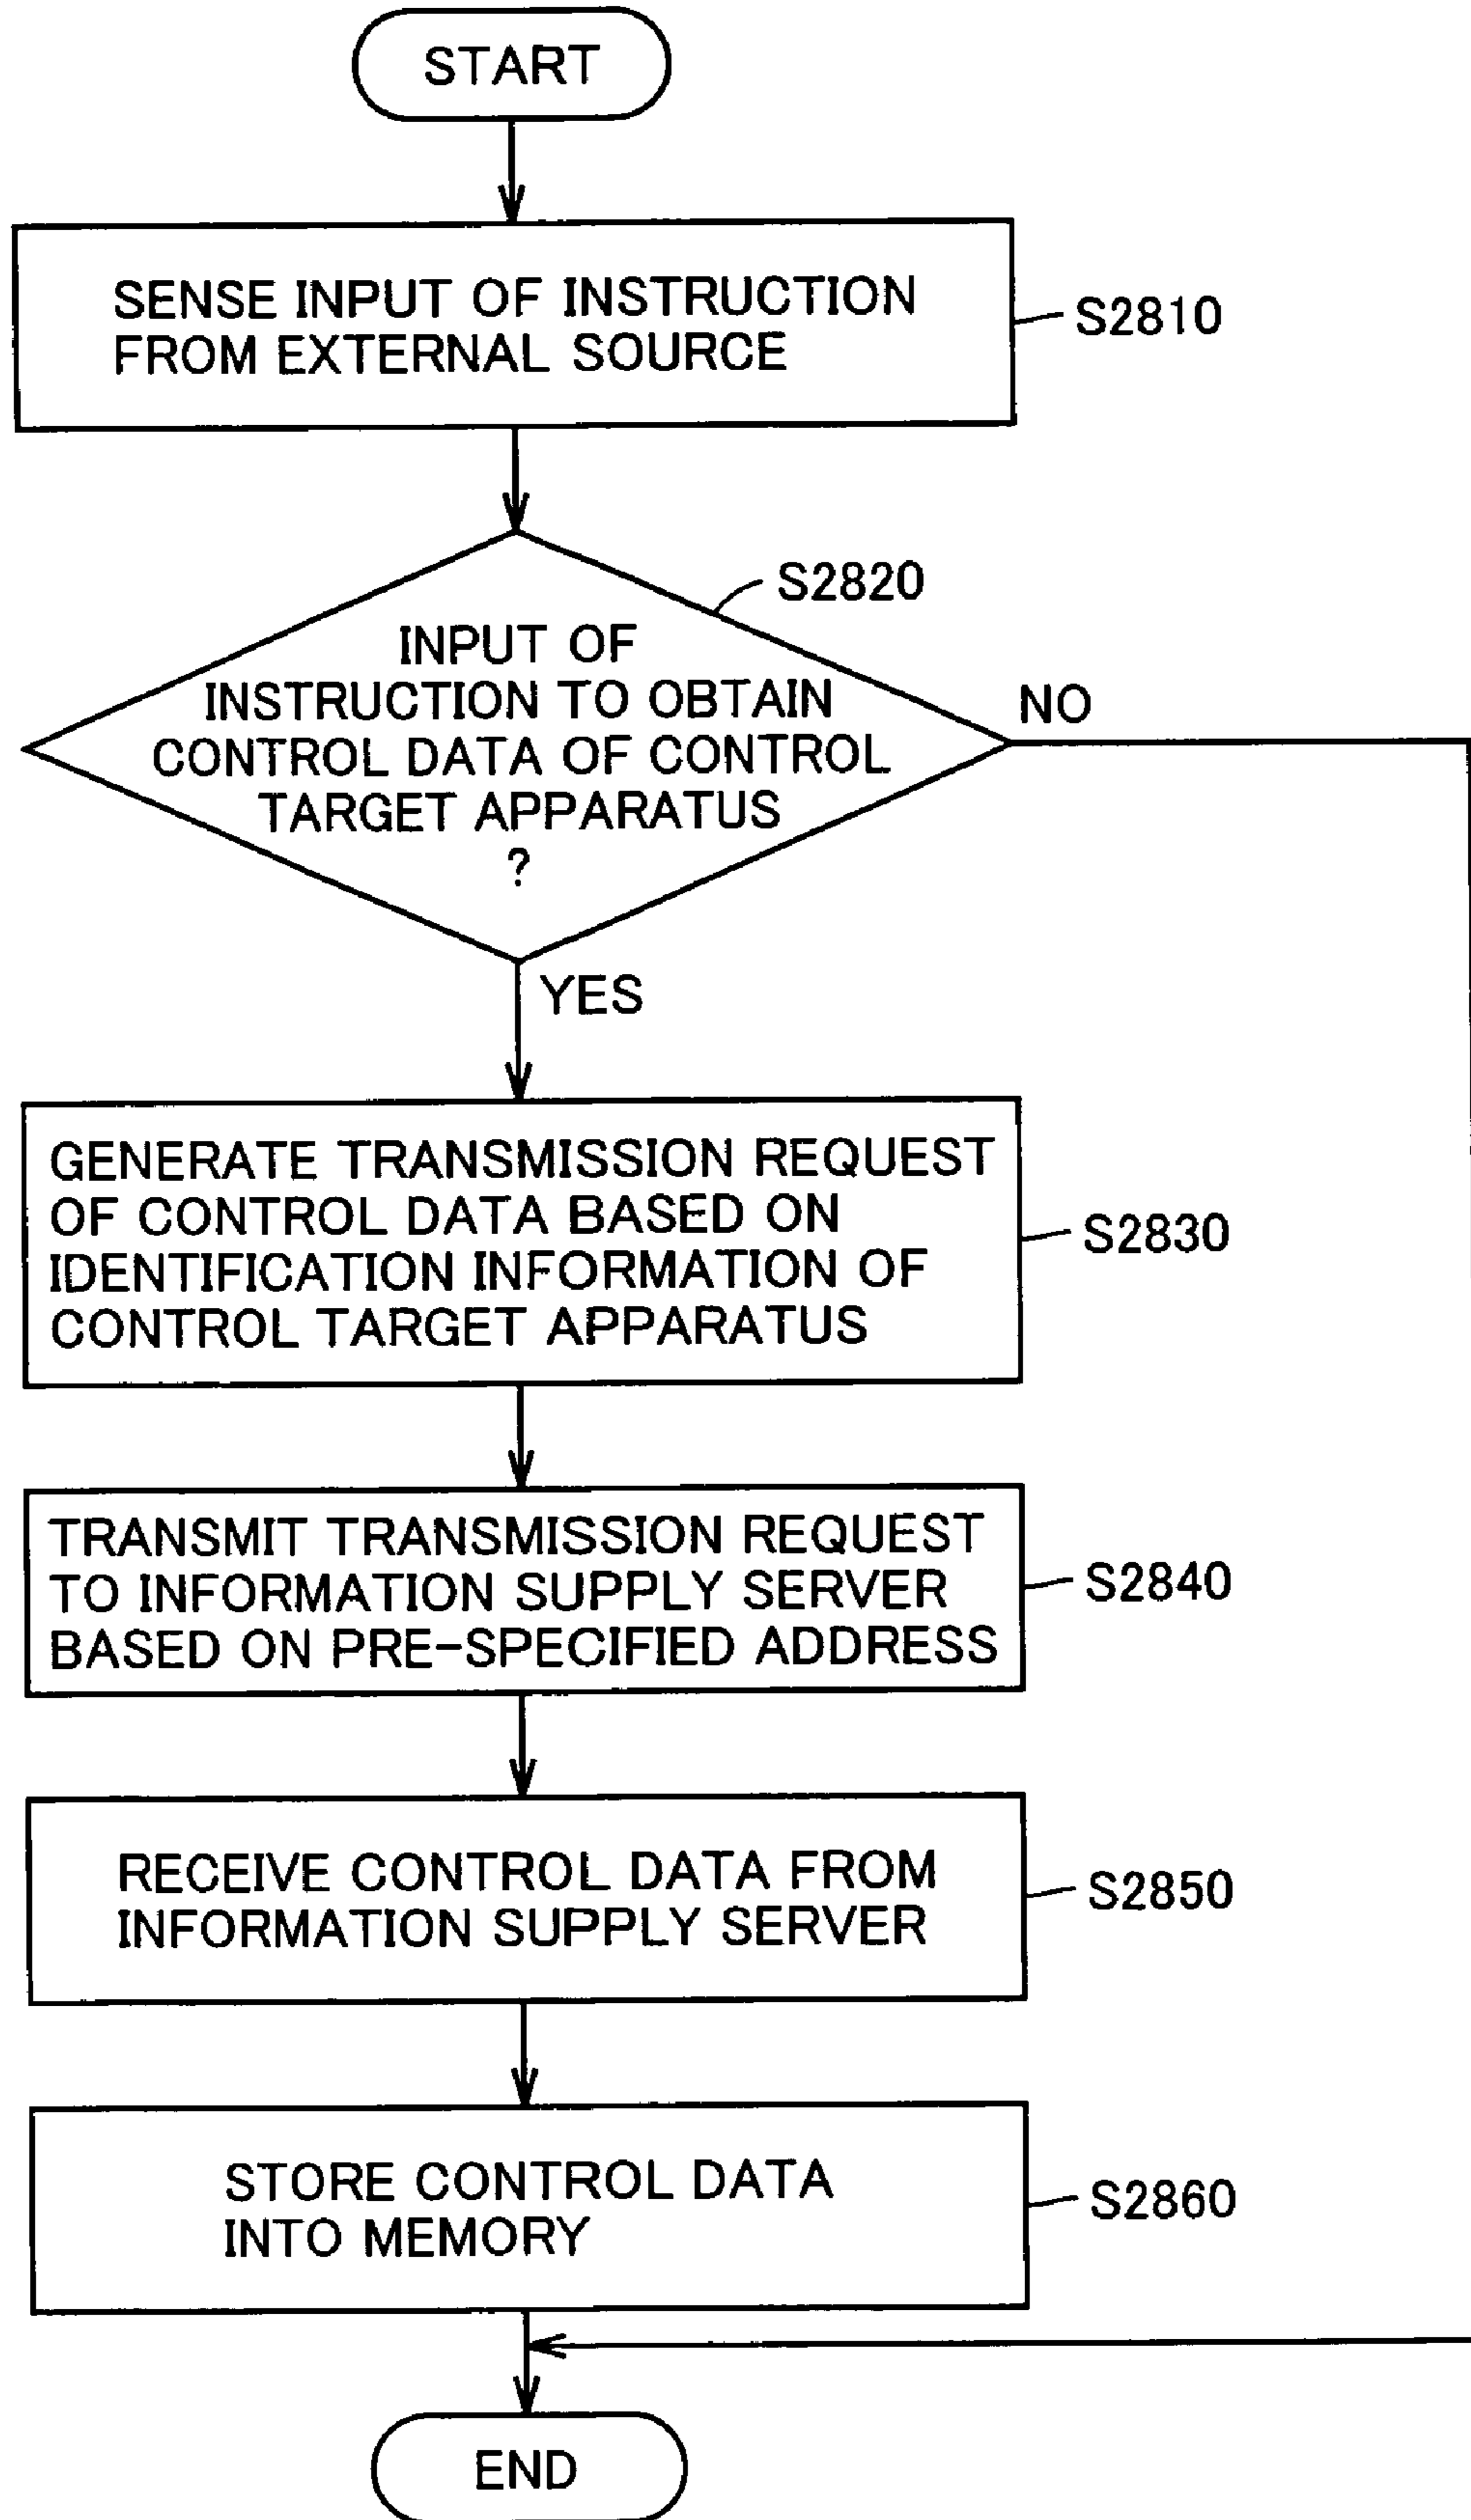 START
SENSE INPUT OF INSTRUCTION
FROM EXTERNAL SOURCE
S2810
S2820
INPUT OF
INSTRUCTION TO OBTAIN
CONTROL DATA OF CONTROL
TARGET APPARATUS
?
NO
YES
GENERATE TRANSMISSION REQUEST
OF CONTROL DATA BASED ON
IDENTIFICATION INFORMATION OF
CONTROL TARGET APPARATUS
S2830
TRANSMIT TRANSMISSION REQUEST
TO INFORMATION SUPPLY SERVER
BASED ON PRE-SPECIFIED ADDRESS
S2840
RECEIVE CONTROL DATA FROM
INFORMATION SUPPLY SERVER
S2850
STORE CONTROL DATA
INTO MEMORY
S2860
END